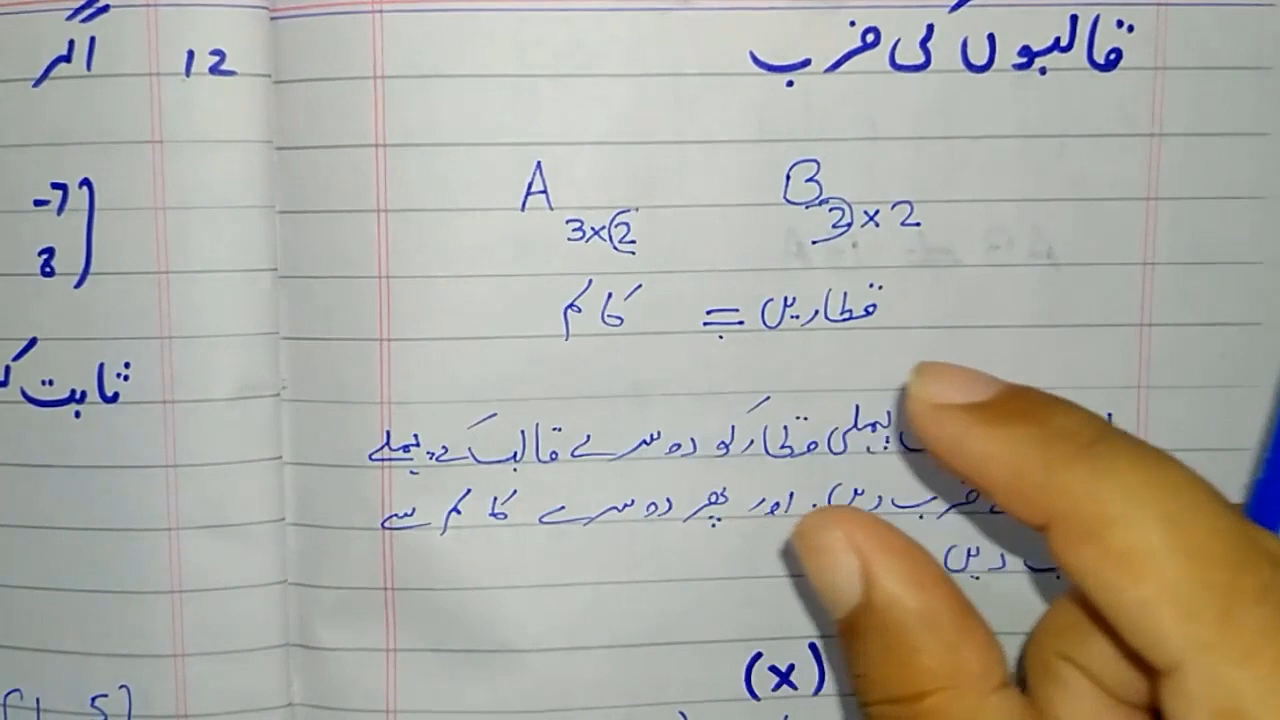 قالبوں کی ضرب
A 3×2 B 2×2
قطاریں = کالم
پہلی قطار کو دوسرے قالب کے پہلے
ضرب دیں. اور پھر دوسرے کالم سے
دیں
(x)
12 اگر
-7
8
ثابت